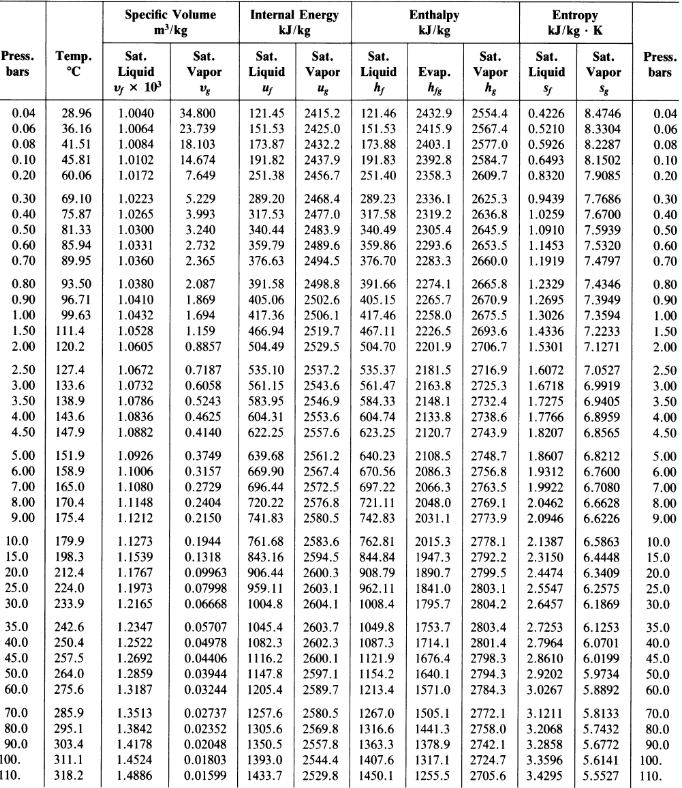 Specific Volume Internal Energy Enthalpy Entropy
m³/kg kJ/kg kJ/kg kJ/kg · K
Press. Temp. Sat. Sat. Sat. Sat. Sat. Sat. Sat. Sat. Press.
bars °C Liquid Vapor Liquid Vapor Liquid Evap. Vapor Liquid Vapor bars
v_f × 10³ v_g u_f u_g h_f h_fg h_g s_f s_g
0.04 28.96 1.0040 34.800 121.45 2415.2 121.46 2432.9 2554.4 0.4226 8.4746 0.04
0.06 36.16 1.0064 23.739 151.53 2425.0 151.53 2415.9 2567.4 0.5210 8.3304 0.06
0.08 41.51 1.0084 18.103 173.87 2432.2 173.88 2403.1 2577.0 0.5926 8.2287 0.08
0.10 45.81 1.0102 14.674 191.82 2437.9 191.83 2392.8 2584.7 0.6493 8.1502 0.10
0.20 60.06 1.0172 7.649 251.38 2456.7 251.40 2358.3 2609.7 0.8320 7.9085 0.20
0.30 69.10 1.0223 5.229 289.20 2468.4 289.23 2336.1 2625.3 0.9439 7.7686 0.30
0.40 75.87 1.0265 3.993 317.53 2477.0 317.58 2319.2 2636.8 1.0259 7.6700 0.40
0.50 81.33 1.0300 3.240 340.44 2483.9 340.49 2305.4 2645.9 1.0910 7.5939 0.50
0.60 85.94 1.0331 2.732 359.79 2489.6 359.86 2293.6 2653.5 1.1453 7.5320 0.60
0.70 89.95 1.0360 2.365 376.63 2494.5 376.70 2283.3 2660.0 1.1919 7.4797 0.70
0.80 93.50 1.0380 2.087 391.58 2498.8 391.66 2274.1 2665.8 1.2329 7.4346 0.80
0.90 96.71 1.0410 1.869 405.06 2502.6 405.15 2265.7 2670.9 1.2695 7.3949 0.90
1.00 99.63 1.0432 1.694 417.36 2506.1 417.46 2258.0 2675.5 1.3026 7.3594 1.00
1.50 111.4 1.0528 1.159 466.94 2519.7 467.11 2226.5 2693.6 1.4336 7.2233 1.50
2.00 120.2 1.0605 0.8857 504.49 2529.5 504.70 2201.9 2706.7 1.5301 7.1271 2.00
2.50 127.4 1.0672 0.7187 535.10 2537.2 535.37 2181.5 2716.9 1.6072 7.0527 2.50
3.00 133.6 1.0732 0.6058 561.15 2543.6 561.47 2163.8 2725.3 1.6718 6.9919 3.00
3.50 138.9 1.0786 0.5243 583.95 2546.9 584.33 2148.1 2732.4 1.7275 6.9405 3.50
4.00 143.6 1.0836 0.4625 604.31 2553.6 604.74 2133.8 2738.6 1.7766 6.8959 4.00
4.50 147.9 1.0882 0.4140 622.25 2557.6 623.25 2120.7 2743.9 1.8207 6.8565 4.50
5.00 151.9 1.0926 0.3749 639.68 2561.2 640.23 2108.5 2748.7 1.8607 6.8212 5.00
6.00 158.9 1.1006 0.3157 669.90 2567.4 670.56 2086.3 2756.8 1.9312 6.7600 6.00
7.00 165.0 1.1080 0.2729 696.44 2572.5 697.22 2066.3 2763.5 1.9922 6.7080 7.00
8.00 170.4 1.1148 0.2404 720.22 2576.8 721.11 2048.0 2769.1 2.0462 6.6628 8.00
9.00 175.4 1.1212 0.2150 741.83 2580.5 742.83 2031.1 2773.9 2.0946 6.6226 9.00
10.0 179.9 1.1273 0.1944 761.68 2583.6 762.81 2015.3 2778.1 2.1387 6.5863 10.0
15.0 198.3 1.1539 0.1318 843.16 2594.5 844.84 1947.3 2792.2 2.3150 6.4448 15.0
20.0 212.4 1.1767 0.09963 906.44 2600.3 908.79 1890.7 2799.5 2.4474 6.3409 20.0
25.0 224.0 1.1973 0.07998 959.11 2603.1 962.11 1841.0 2803.1 2.5547 6.2575 25.0
30.0 233.9 1.2165 0.06668 1004.8 2604.1 1008.4 1795.7 2804.2 2.6457 6.1869 30.0
35.0 242.6 1.2347 0.05707 1045.4 2603.7 1049.8 1753.7 2803.4 2.7253 6.1253 35.0
40.0 250.4 1.2522 0.04978 1082.3 2602.3 1087.3 1714.1 2801.4 2.7964 6.0701 40.0
45.0 257.5 1.2692 0.04406 1116.2 2600.1 1121.9 1676.4 2798.3 2.8610 6.0199 45.0
50.0 264.0 1.2859 0.03944 1147.8 2597.1 1154.2 1640.1 2794.3 2.9202 5.9734 50.0
60.0 275.6 1.3187 0.03244 1205.4 2589.7 1213.4 1571.0 2784.3 3.0267 5.8892 60.0
70.0 285.9 1.3513 0.02737 1257.6 2580.5 1267.0 1505.1 2772.1 3.1211 5.8133 70.0
80.0 295.1 1.3842 0.02352 1305.6 2569.8 1316.6 1441.3 2758.0 3.2068 5.7432 80.0
90.0 303.4 1.4178 0.02048 1350.5 2557.8 1363.3 1378.9 2742.1 3.2858 5.6772 90.0
100. 311.1 1.4524 0.01803 1393.0 2544.4 1407.6 1317.1 2724.7 3.3596 5.6141 100.
110. 318.2 1.4886 0.01599 1433.7 2529.8 1450.1 1255.5 2705.6 3.4295 5.5527 110.